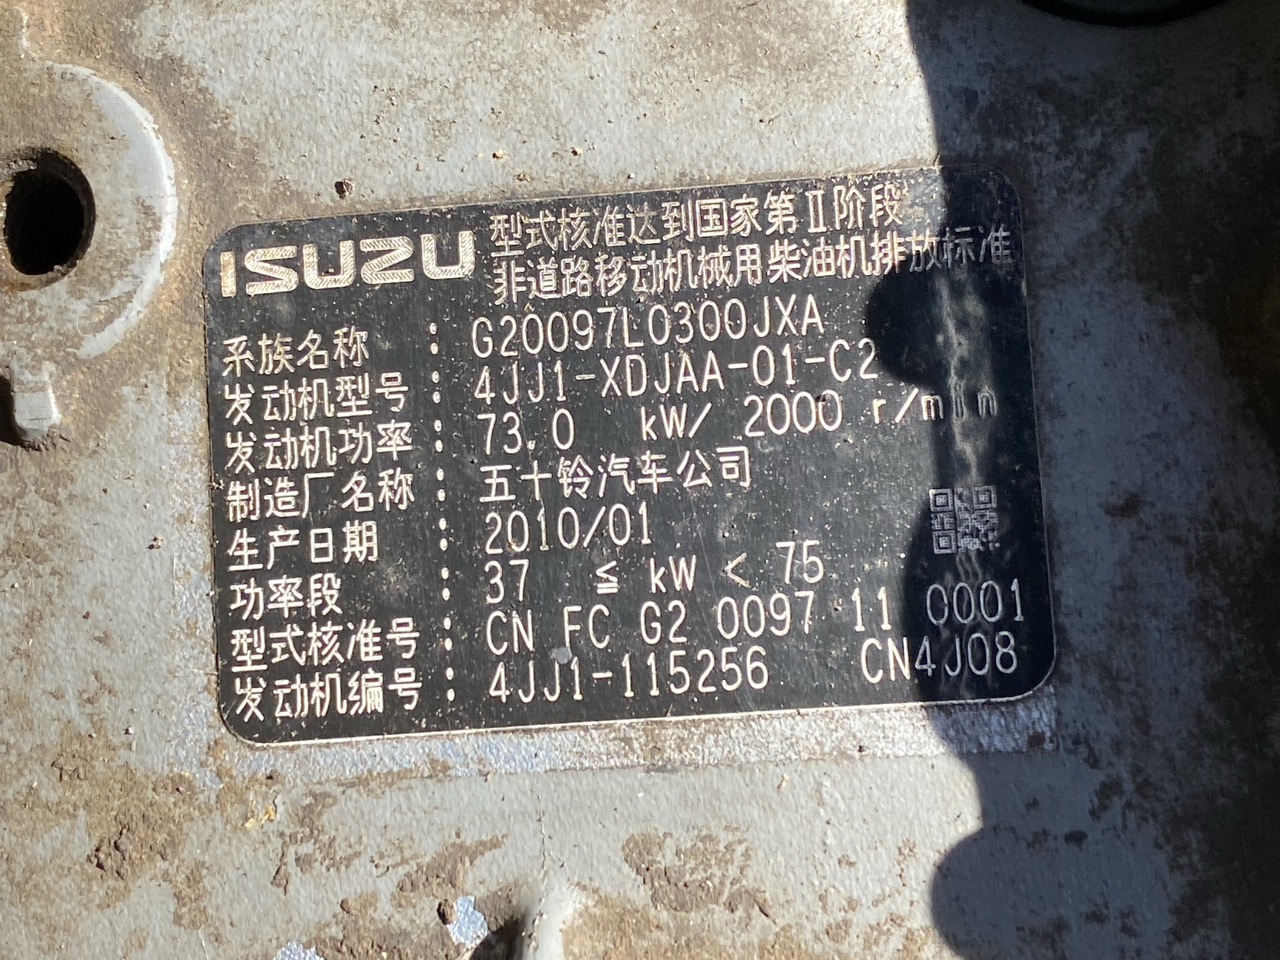 ISUZU 型式核准达到国家第Ⅱ阶段
非道路移动机械用柴油机排放标准
系族名称 : G20097L0300JXA
发动机型号 : 4JJ1-XDJAA-01-C2
发动机功率 : 73.0 kW/ 2000 r/min
制造厂名称 : 五十铃汽车公司
生产日期 : 2010/01
功率段 : 37 ≦ kW < 75
型式核准号 : CN FC G2 0097 11 0001
发动机编号 : 4JJ1-115256 CN4J08